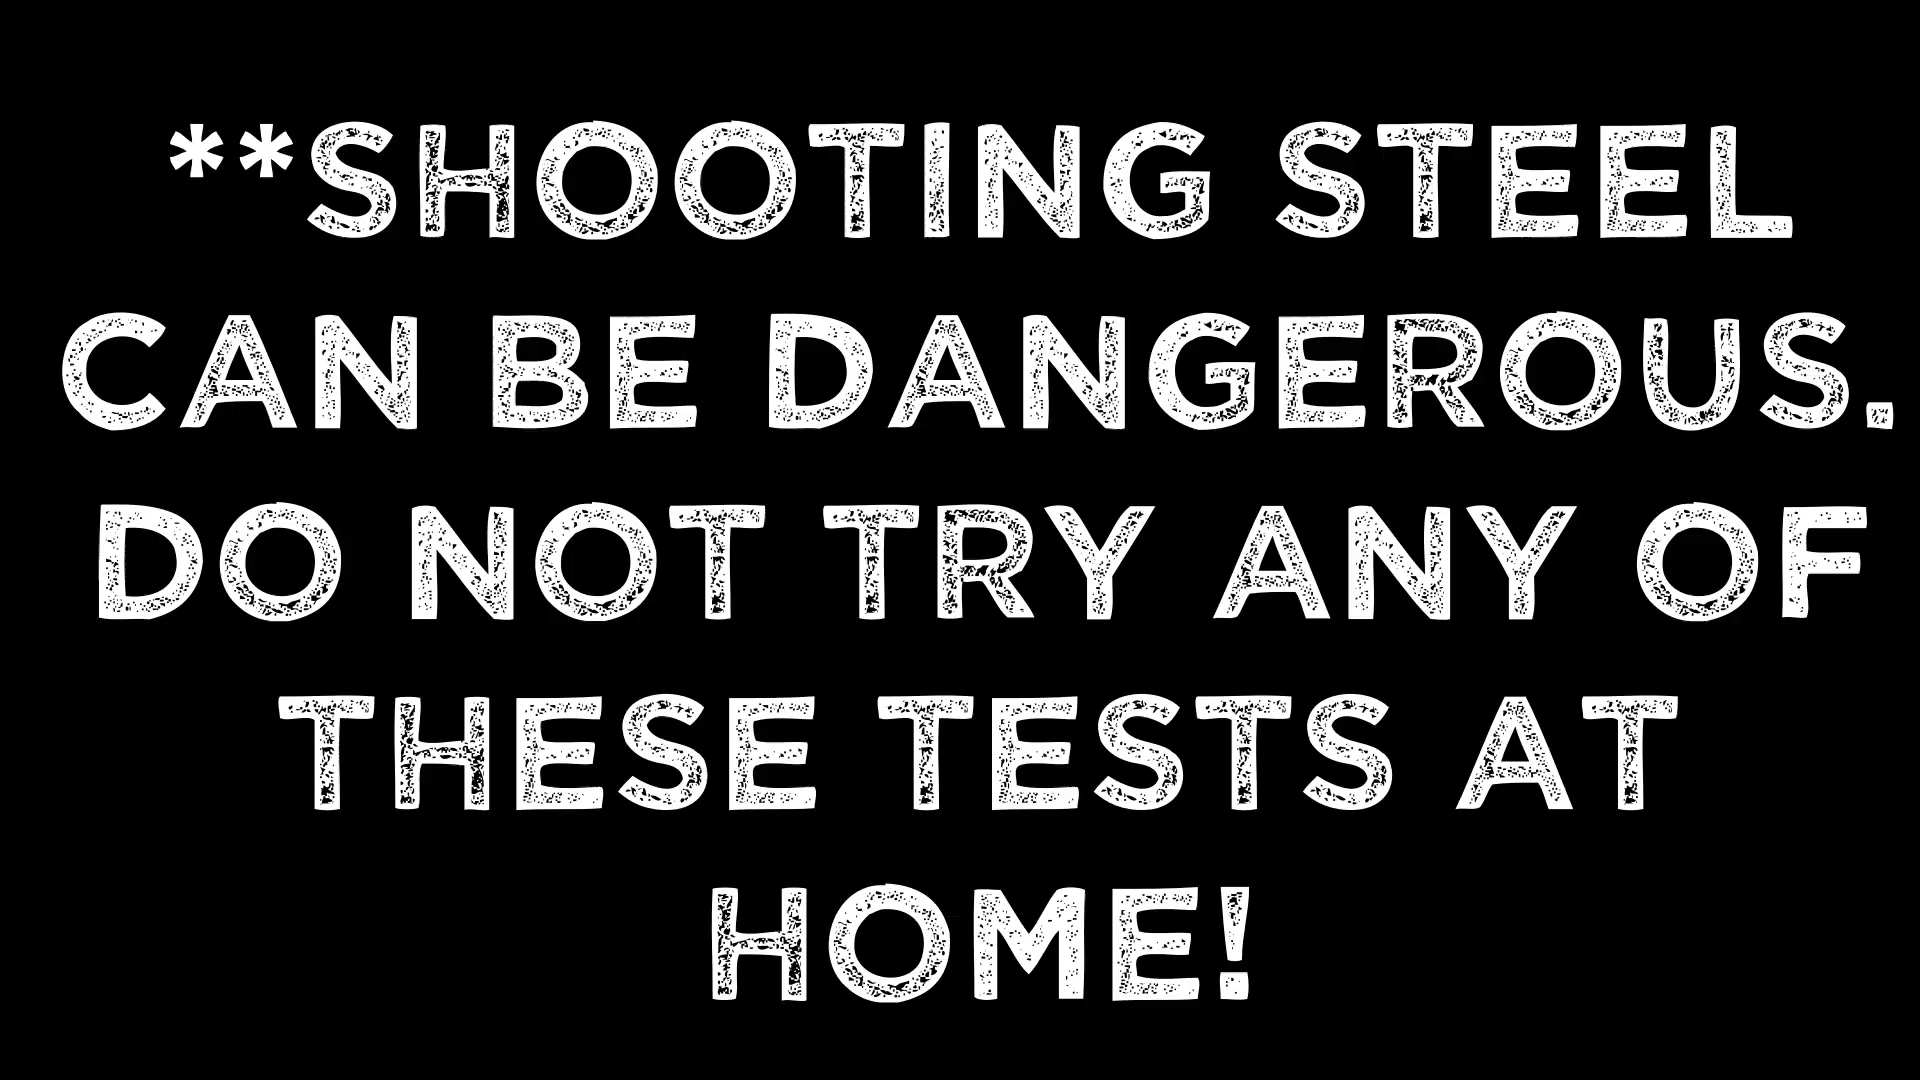 **SHOOTING STEEL
CAN BE DANGEROUS.
DO NOT TRY ANY OF
THESE TESTS AT
HOME!